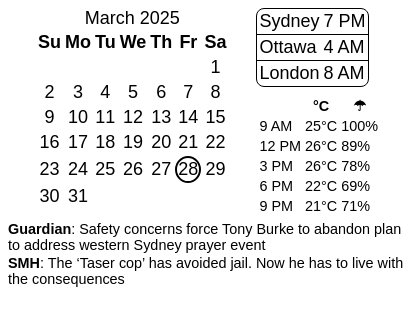 March 2025
Su Mo Tu We Th Fr Sa
1
2 3 4 5 6 7 8
9 10 11 12 13 14 15
16 17 18 19 20 21 22
23 24 25 26 27 28 29
30 31
Sydney 7 PM
Ottawa 4 AM
London 8 AM
°C ☂
9 AM 25°C 100%
12 PM 26°C 89%
3 PM 26°C 78%
6 PM 22°C 69%
9 PM 21°C 71%
Guardian: Safety concerns force Tony Burke to abandon plan
to address western Sydney prayer event
SMH: The ‘Taser cop’ has avoided jail. Now he has to live with
the consequences